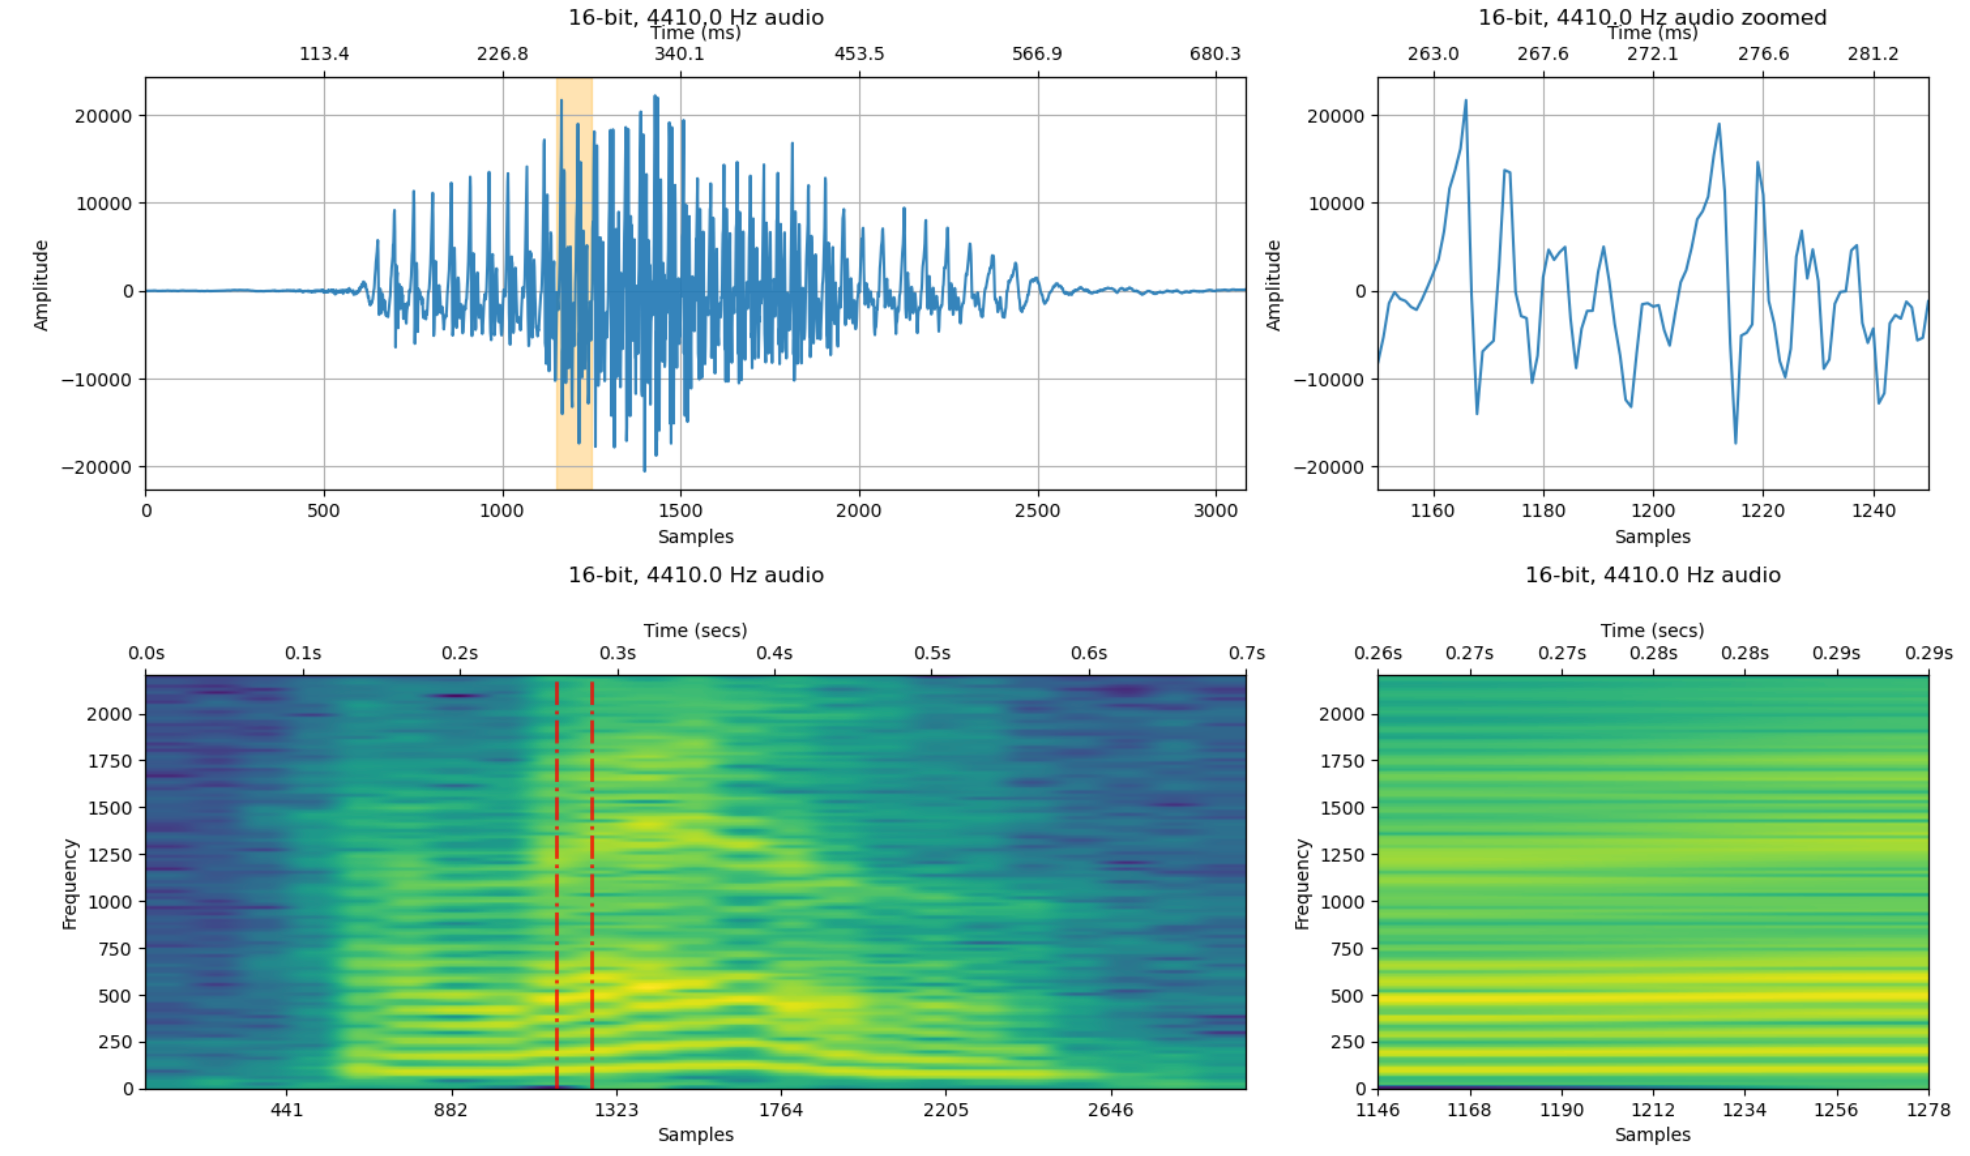 16-bit, 4410.0 Hz audio
Time (ms)
113.4 226.8 340.1 453.5 566.9 680.3
20000
10000
0
−10000
−20000
Amplitude
0 500 1000 1500 2000 2500 3000
Samples
16-bit, 4410.0 Hz audio zoomed
Time (ms)
263.0 267.6 272.1 276.6 281.2
20000
10000
0
−10000
−20000
Amplitude
1160 1180 1200 1220 1240
Samples
16-bit, 4410.0 Hz audio
Time (secs)
0.0s 0.1s 0.2s 0.3s 0.4s 0.5s 0.6s 0.7s
2000
1750
1500
1250
1000
750
500
250
0
Frequency
441 882 1323 1764 2205 2646
Samples
16-bit, 4410.0 Hz audio
Time (secs)
0.26s 0.27s 0.27s 0.28s 0.28s 0.29s 0.29s
2000
1750
1500
1250
1000
750
500
250
0
Frequency
1146 1168 1190 1212 1234 1256 1278
Samples